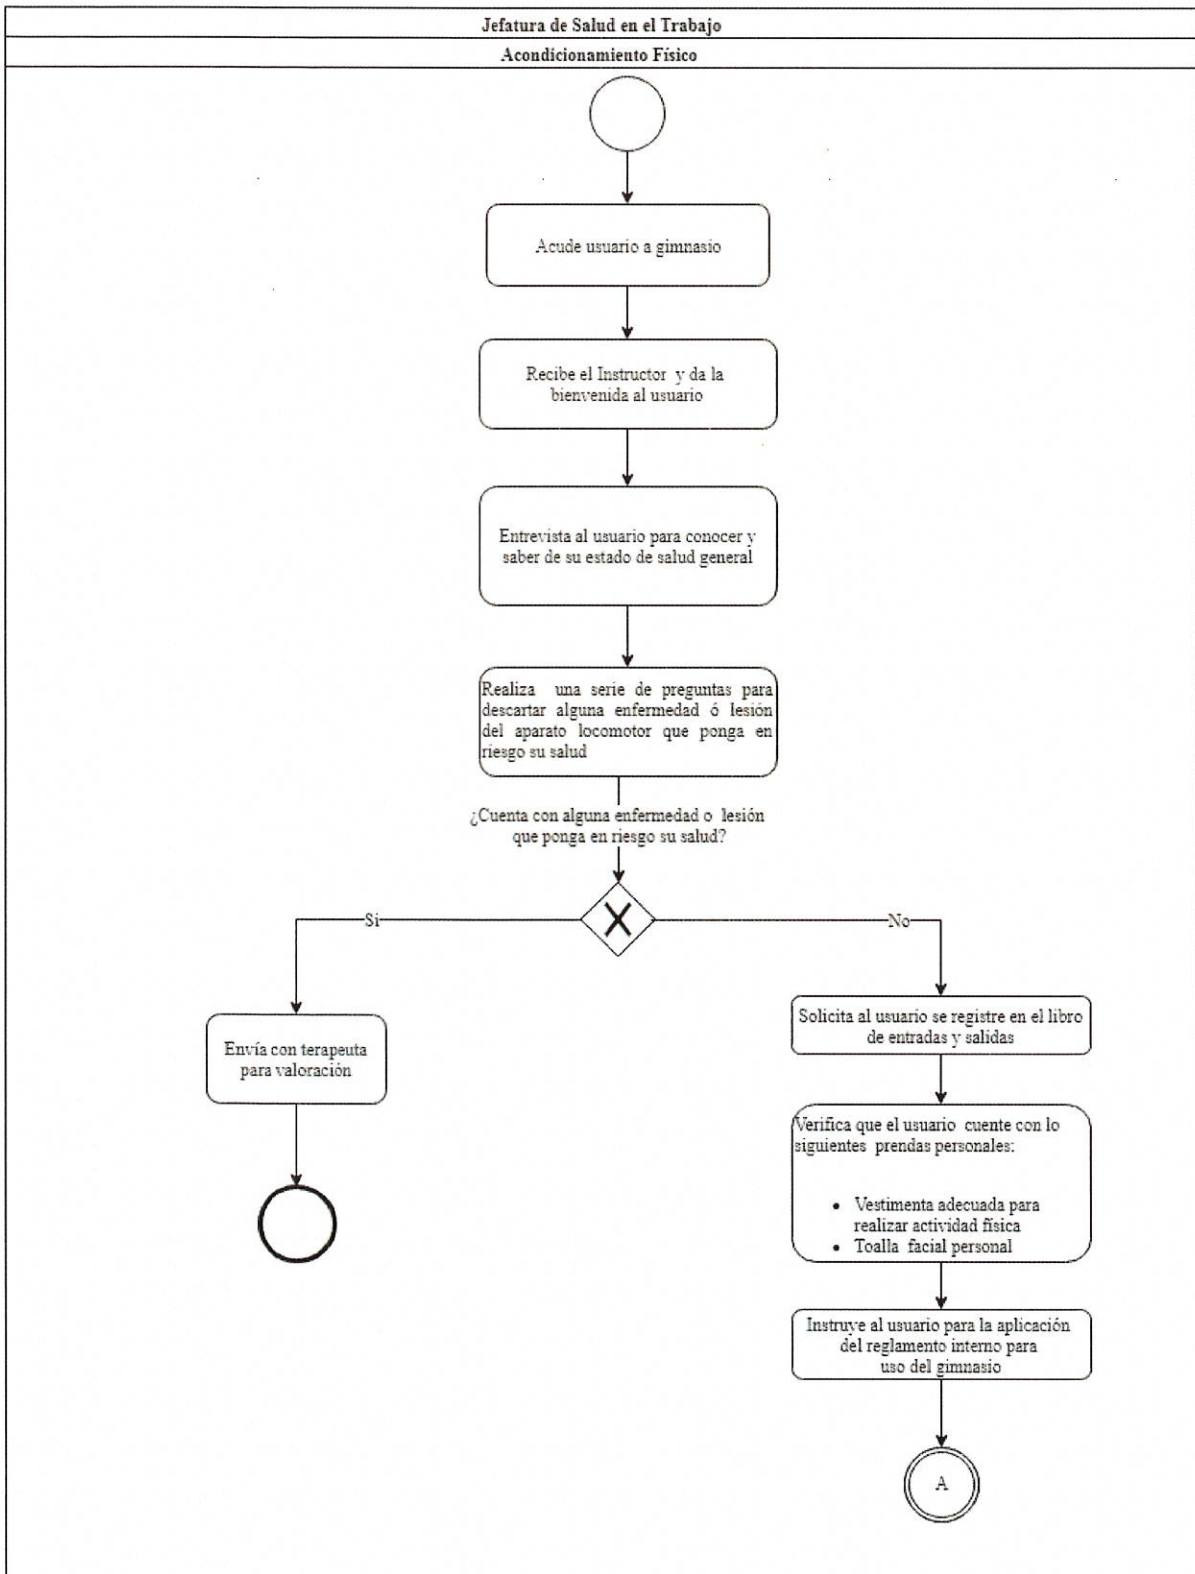 Jefatura de Salud en el Trabajo
Acondicionamiento Físico
Acude usuario a gimnasio
Recibe el Instructor y da la
bienvenida al usuario
Entrevista al usuario para conocer y
saber de su estado de salud general
Realiza una serie de preguntas para
descartar alguna enfermedad ó lesión
del aparato locomotor que ponga en
riesgo su salud
¿Cuenta con alguna enfermedad o lesión
que ponga en riesgo su salud?
X
Si
No
Envía con terapeuta
para valoración
Solicita al usuario se registre en el libro
de entradas y salidas
Verifica que el usuario cuente con lo
siguientes prendas personales:
• Vestimenta adecuada para
realizar actividad física
• Toalla facial personal
Instruye al usuario para la aplicación
del reglamento interno para
uso del gimnasio
A